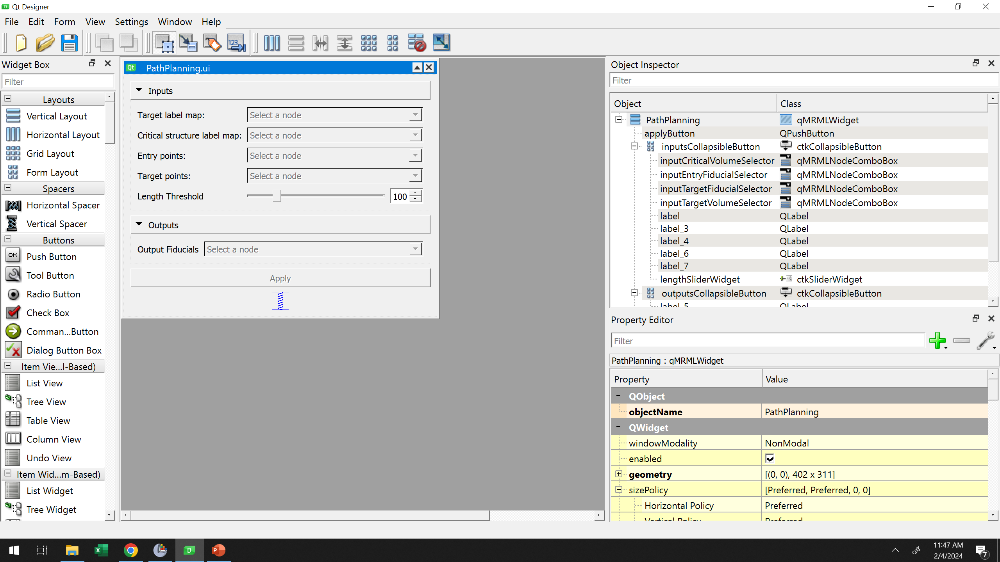 Qt Designer
File Edit Form View Settings Window Help
Widget Box
Filter
Layouts
Vertical Layout
Horizontal Layout
Grid Layout
Form Layout
Spacers
Horizontal Spacer
Vertical Spacer
Buttons
Push Button
Tool Button
Radio Button
Check Box
Comman...Button
Dialog Button Box
Item Vie...l-Based)
List View
Tree View
Table View
Column View
Undo View
Item Wid...m-Based)
List Widget
Tree Widget
- PathPlanning.ui
Inputs
Target label map: Select a node
Critical structure label map: Select a node
Entry points: Select a node
Target points: Select a node
Length Threshold 100
Outputs
Output Fiducials Select a node
Apply
Object Inspector
Filter
Object Class
PathPlanning qMRMLWidget
applyButton QPushButton
inputsCollapsibleButton ctkCollapsibleButton
inputCriticalVolumeSelector qMRMLNodeComboBox
inputEntryFiducialSelector qMRMLNodeComboBox
inputTargetFiducialSelector qMRMLNodeComboBox
inputTargetVolumeSelector qMRMLNodeComboBox
label QLabel
label_3 QLabel
label_4 QLabel
label_6 QLabel
label_7 QLabel
lengthSliderWidget ctkSliderWidget
outputsCollapsibleButton ctkCollapsibleButton
label_5 QLabel
Property Editor
Filter
PathPlanning : qMRMLWidget
Property Value
QObject
objectName PathPlanning
QWidget
windowModality NonModal
enabled
geometry [(0, 0), 402 x 311]
sizePolicy [Preferred, Preferred, 0, 0]
Horizontal Policy Preferred
Vertical Policy Preferred
11:47 AM
2/4/2024
7